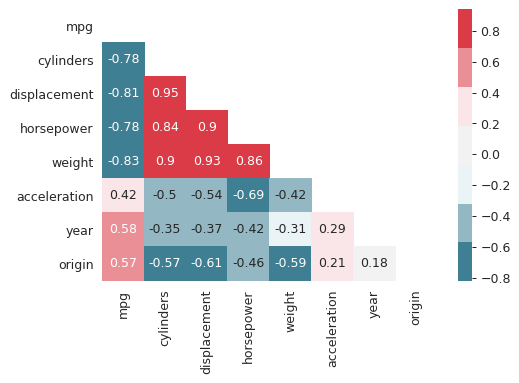 mpg
cylinders -0.78
displacement -0.81 0.95
horsepower -0.78 0.84 0.9
weight -0.83 0.9 0.93 0.86
acceleration 0.42 -0.5 -0.54 -0.69 -0.42
year 0.58 -0.35 -0.37 -0.42 -0.31 0.29
origin 0.57 -0.57 -0.61 -0.46 -0.59 0.21 0.18
mpg
cylinders
displacement
horsepower
weight
acceleration
year
origin
0.8
0.6
0.4
0.2
0.0
−0.2
−0.4
−0.6
−0.8